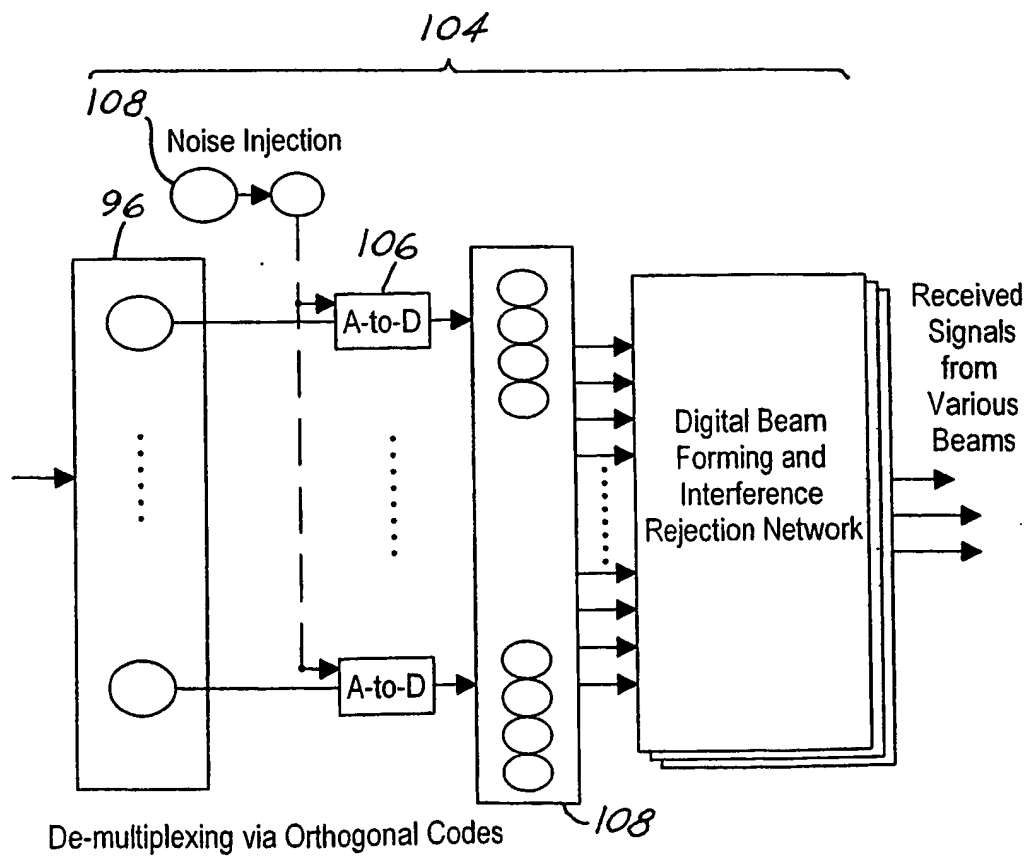 104
108
Noise Injection
96
106
A-to-D
Received
Signals
from
Various
Beams
Digital Beam
Forming and
Interference
Rejection Network
A-to-D
108
De-multiplexing via Orthogonal Codes